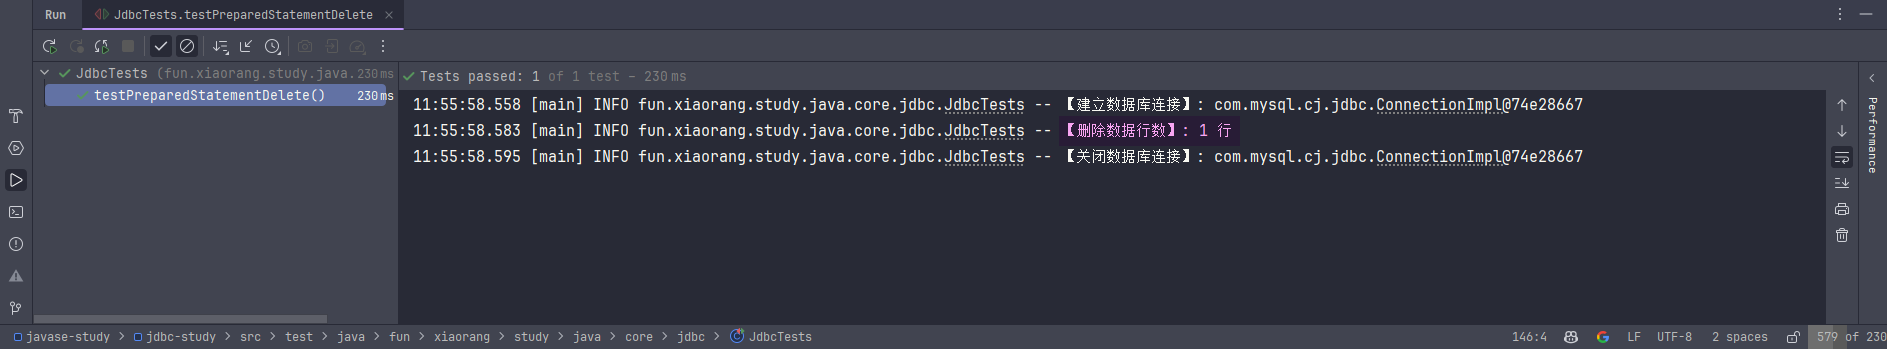 Run JdbcTests.testPreparedStatementDelete
JdbcTests (fun.xiaorang.study.java. 230 ms
testPreparedStatementDelete() 230 ms
Tests passed: 1 of 1 test – 230 ms
11:55:58.558 [main] INFO fun.xiaorang.study.java.core.jdbc.JdbcTests -- 【建立数据库连接】: com.mysql.cj.jdbc.ConnectionImpl@74e28667
11:55:58.583 [main] INFO fun.xiaorang.study.java.core.jdbc.JdbcTests -- 【删除数据行数】: 1 行
11:55:58.595 [main] INFO fun.xiaorang.study.java.core.jdbc.JdbcTests -- 【关闭数据库连接】: com.mysql.cj.jdbc.ConnectionImpl@74e28667
Performance
javase-study > jdbc-study > src > test > java > fun > xiaorang > study > java > core > jdbc > JdbcTests 146:4 LF UTF-8 2 spaces 579 of 230